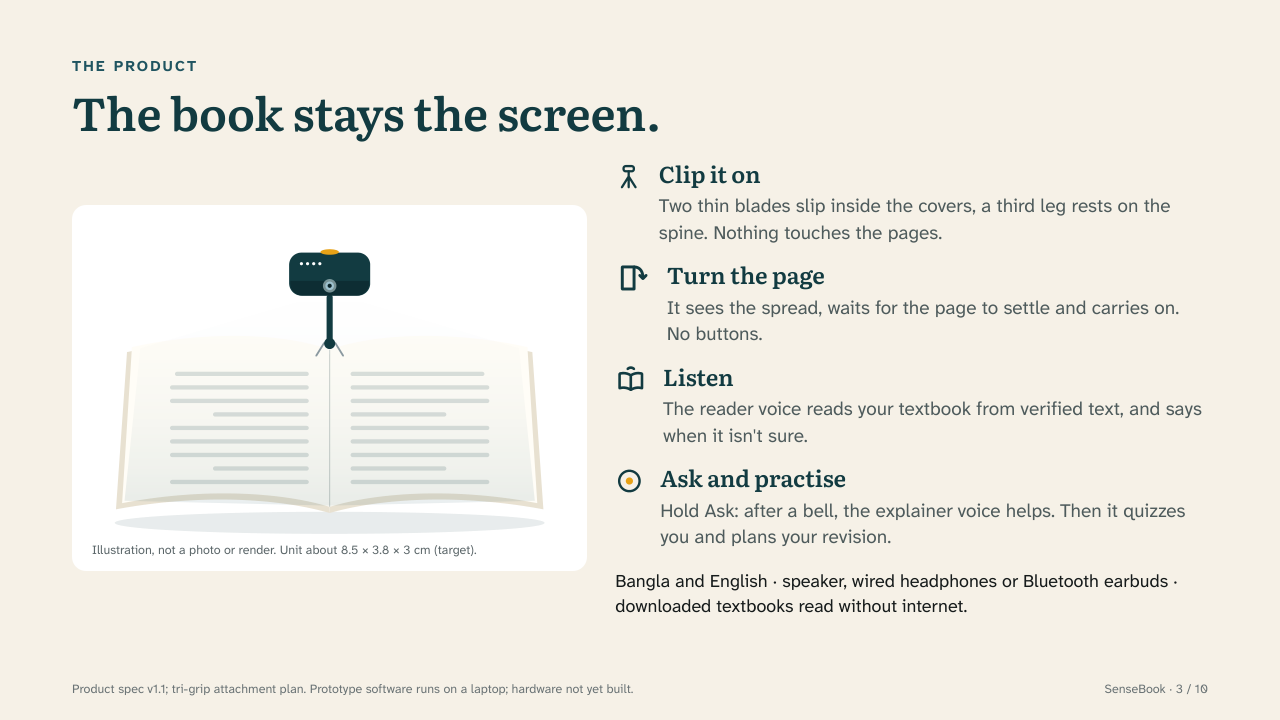 THE PRODUCT
The book stays the screen.
Illustration, not a photo or render. Unit about 8.5 × 3.8 × 3 cm (target).
Clip it on
Two thin blades slip inside the covers, a third leg rests on the
spine. Nothing touches the pages.
Turn the page
It sees the spread, waits for the page to settle and carries on.
No buttons.
Listen
The reader voice reads your textbook from verified text, and says
when it isn't sure.
Ask and practise
Hold Ask: after a bell, the explainer voice helps. Then it quizzes
you and plans your revision.
Bangla and English · speaker, wired headphones or Bluetooth earbuds ·
downloaded textbooks read without internet.
Product spec v1.1; tri-grip attachment plan. Prototype software runs on a laptop; hardware not yet built.
SenseBook · 3 / 10